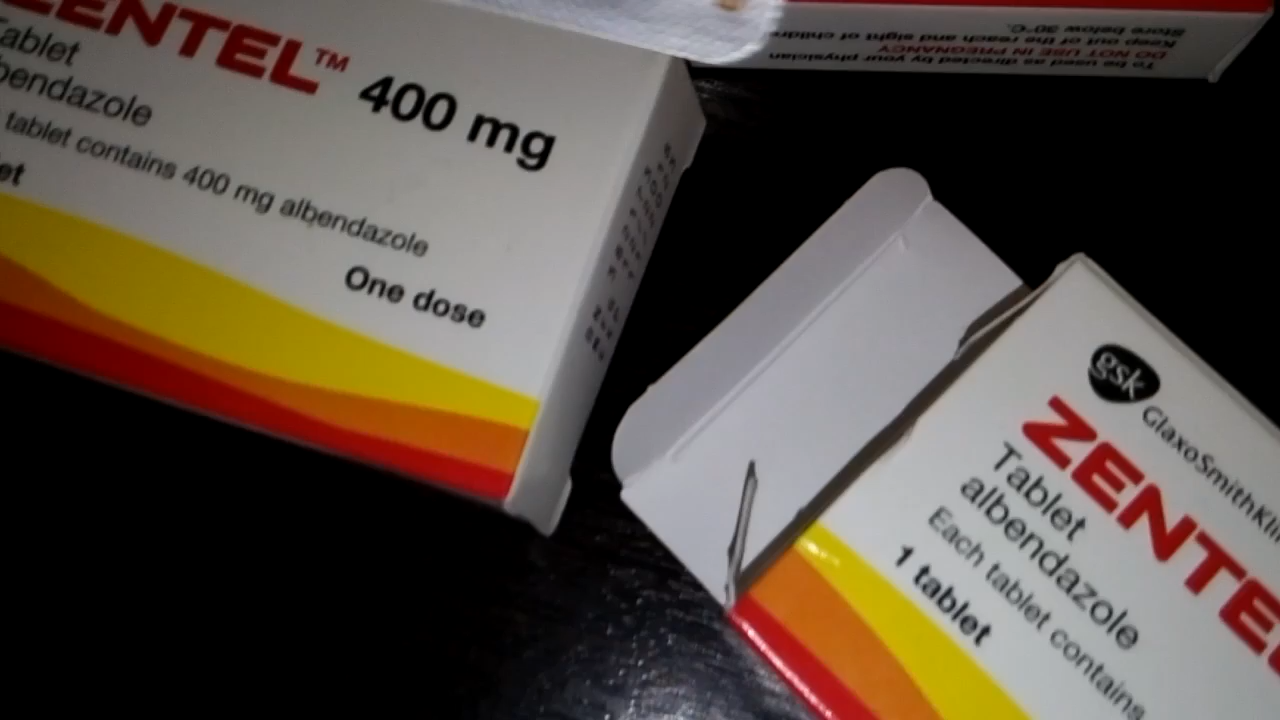 ZENTEL™ 400 mg
Tablet
albendazole
tablet contains 400 mg albendazole
One dose
To be used as directed by your physician
DO NOT USE IN PREGNANCY
Keep out of the reach and sight of children
Store below 30°C.
gsk GlaxoSmithKlin
ZENTEL
Tablet
albendazole
Each tablet contains
1 tablet